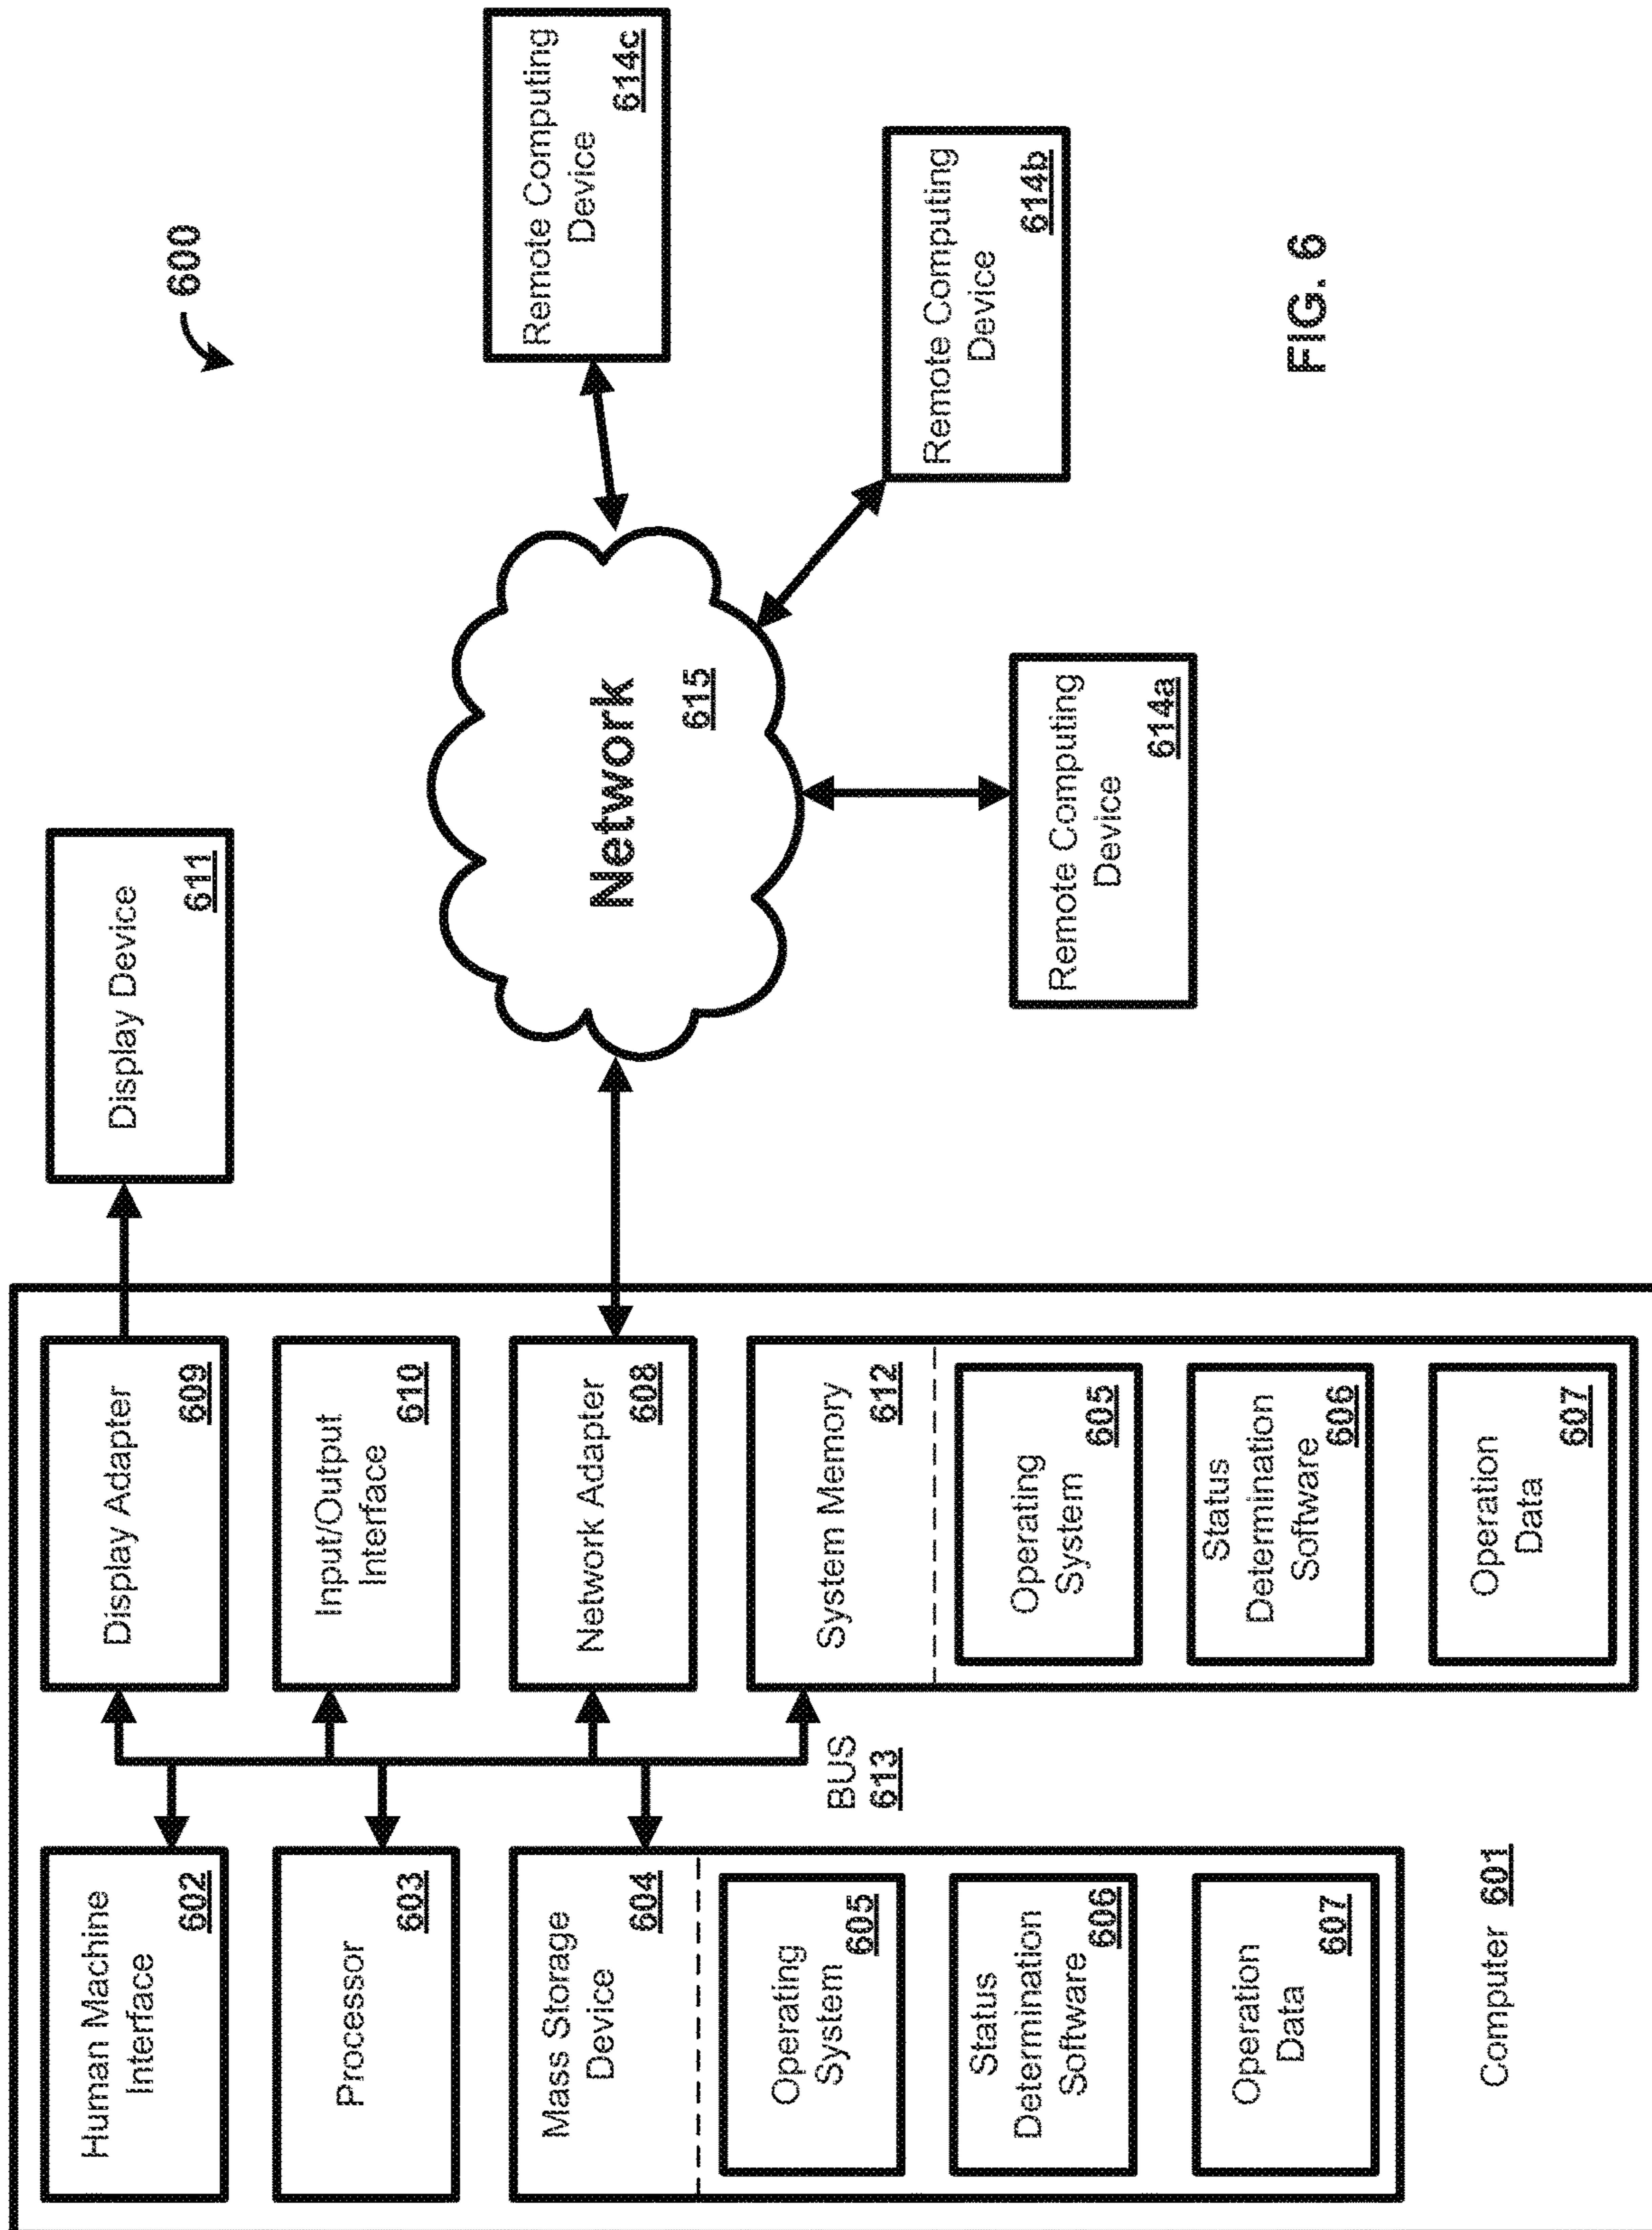 600
Human Machine
Interface
602
Processor
603
Mass Storage
Device
604
Operating
System
605
Status
Determination
Software
606
Operation
Data
607
Computer 601
BUS
613
Display Adapter
609
Input/Output
Interface
610
Network Adapter
608
System Memory
612
Operating
System
605
Status
Determination
Software
606
Operation
Data
607
Display Device
611
Network
615
Remote Computing
Device
614a
Remote Computing
Device
614b
Remote Computing
Device
614c
FIG. 6